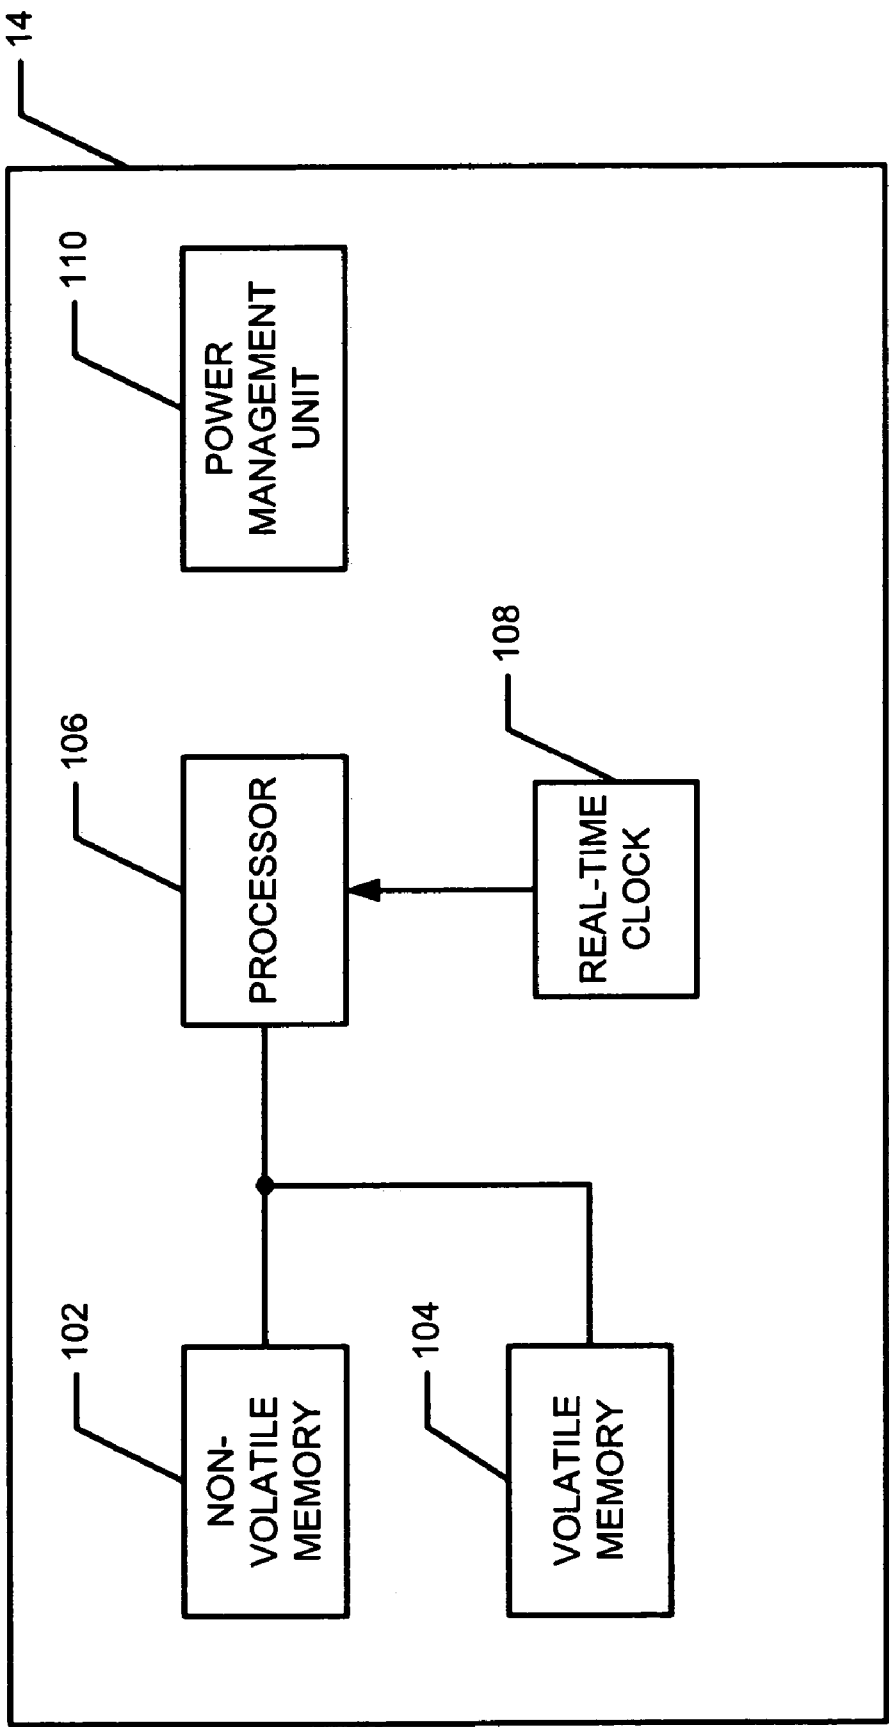 14
102
NON-
VOLATILE
MEMORY
106
PROCESSOR
110
POWER
MANAGEMENT
UNIT
104
VOLATILE
MEMORY
108
REAL-TIME
CLOCK